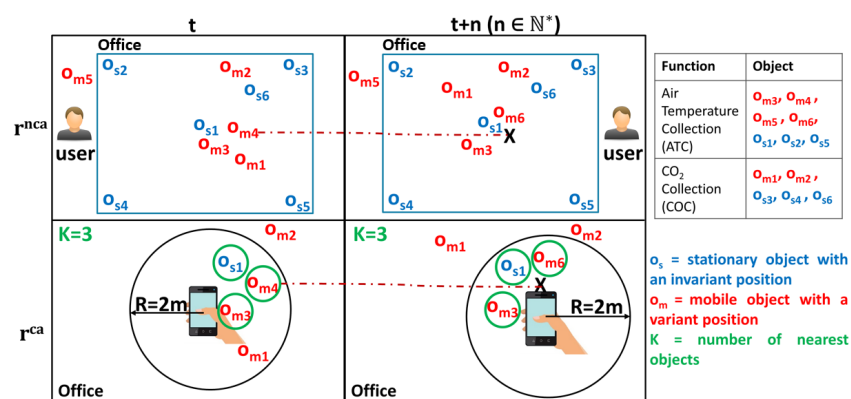 t
t+n (n ∈ ℕ*)
Office
Office
o_m5
o_s2
o_m2
o_s3
o_s6
o_s1
o_m4
o_m3
o_m1
o_s4
o_s5
user
r^nca
o_m5
o_s2
o_m2
o_s3
o_m1
o_s6
o_m6
o_s1
X
o_m3
o_s4
o_s5
user
Function Object
Air
Temperature
Collection
(ATC)
o_m3, o_m4 ,
o_m5 , o_m6,
o_s1, o_s2, o_s5
CO₂
Collection
(COC)
o_m1, o_m2 ,
o_s3, o_s4 , o_s6
r^ca
K=3
o_m2
o_s1
o_m4
R=2m
o_m3
o_m1
Office
K=3
o_m1
o_m2
o_s1
o_m6
X
o_m3
R=2m
Office
o_s = stationary object with
an invariant position
o_m = mobile object with a
variant position
K = number of nearest
objects